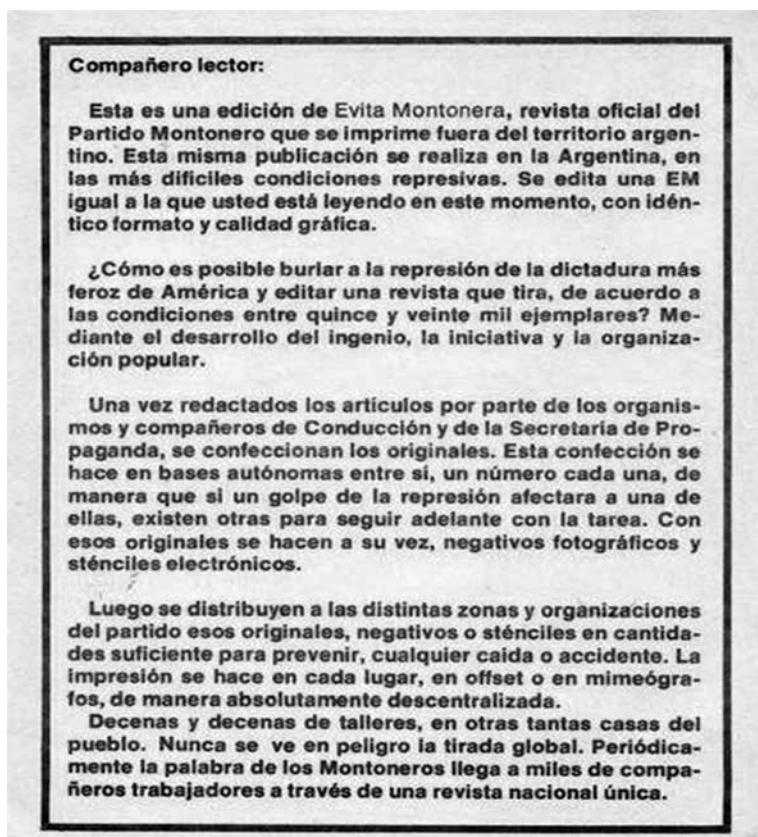 Compañero lector:
Esta es una edición de Evita Montonera, revista oficial del
Partido Montonero que se imprime fuera del territorio argen-
tino. Esta misma publicación se realiza en la Argentina, en
las más dificiles condiciones represivas. Se edita una EM
igual a la que usted está leyendo en este momento, con idén-
tico formato y calidad gráfica.
¿Cómo es posible burlar a la represión de la dictadura más
feroz de América y editar una revista que tira, de acuerdo a
las condiciones entre quince y veinte mil ejemplares? Me-
diante el desarrollo del ingenio, la iniciativa y la organiza-
ción popular.
Una vez redactados los artículos por parte de los organis-
mos y compañeros de Conducción y de la Secretaría de Pro-
paganda, se confeccionan los originales. Esta confección se
hace en bases autónomas entre si, un número cada una, de
manera que si un golpe de la represión afectara a una de
ellas, existen otras para seguir adelante con la tarea. Con
esos originales se hacen a su vez, negativos fotográficos y
sténciles electrónicos.
Luego se distribuyen a las distintas zonas y organizaciones
del partido esos originales, negativos o sténciles en cantida-
des suficiente para prevenir, cualquier caida o accidente. La
impresión se hace en cada lugar, en offset o en mimeógra-
fos, de manera absolutamente descentralizada.
Decenas y decenas de talleres, en otras tantas casas del
pueblo. Nunca se ve en peligro la tirada global. Periódica-
mente la palabra de los Montoneros llega a miles de compa-
ñeros trabajadores a través de una revista nacional única.